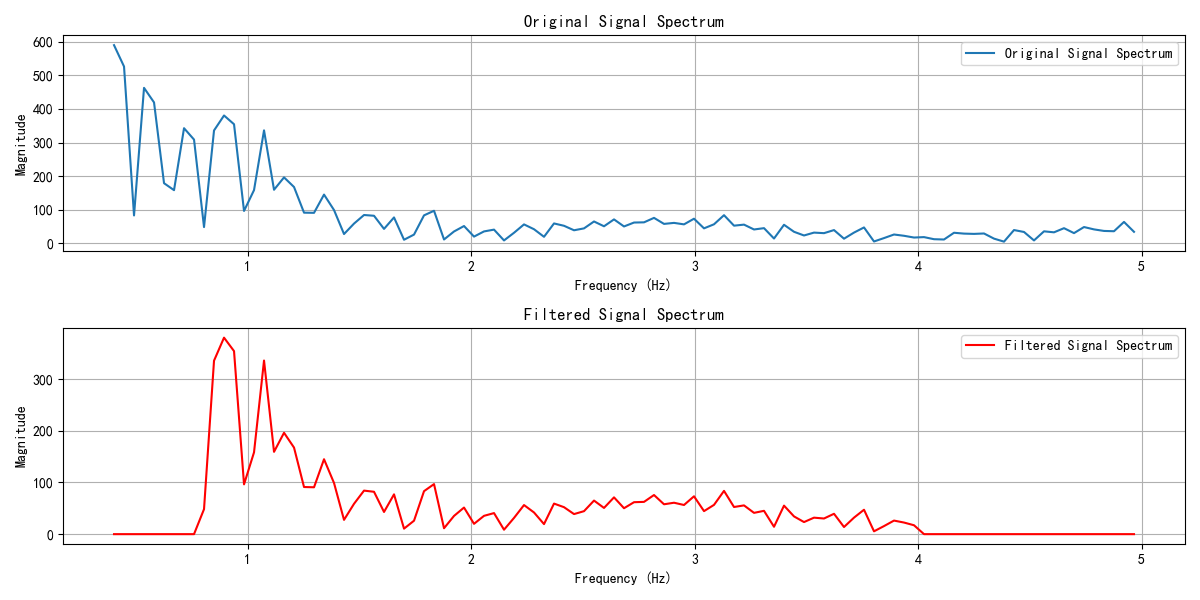 Original Signal Spectrum
600
500
400
300
200
100
0
Magnitude
Original Signal Spectrum
1
2
3
4
5
Frequency (Hz)
Filtered Signal Spectrum
300
200
100
0
Magnitude
Filtered Signal Spectrum
1
2
3
4
5
Frequency (Hz)